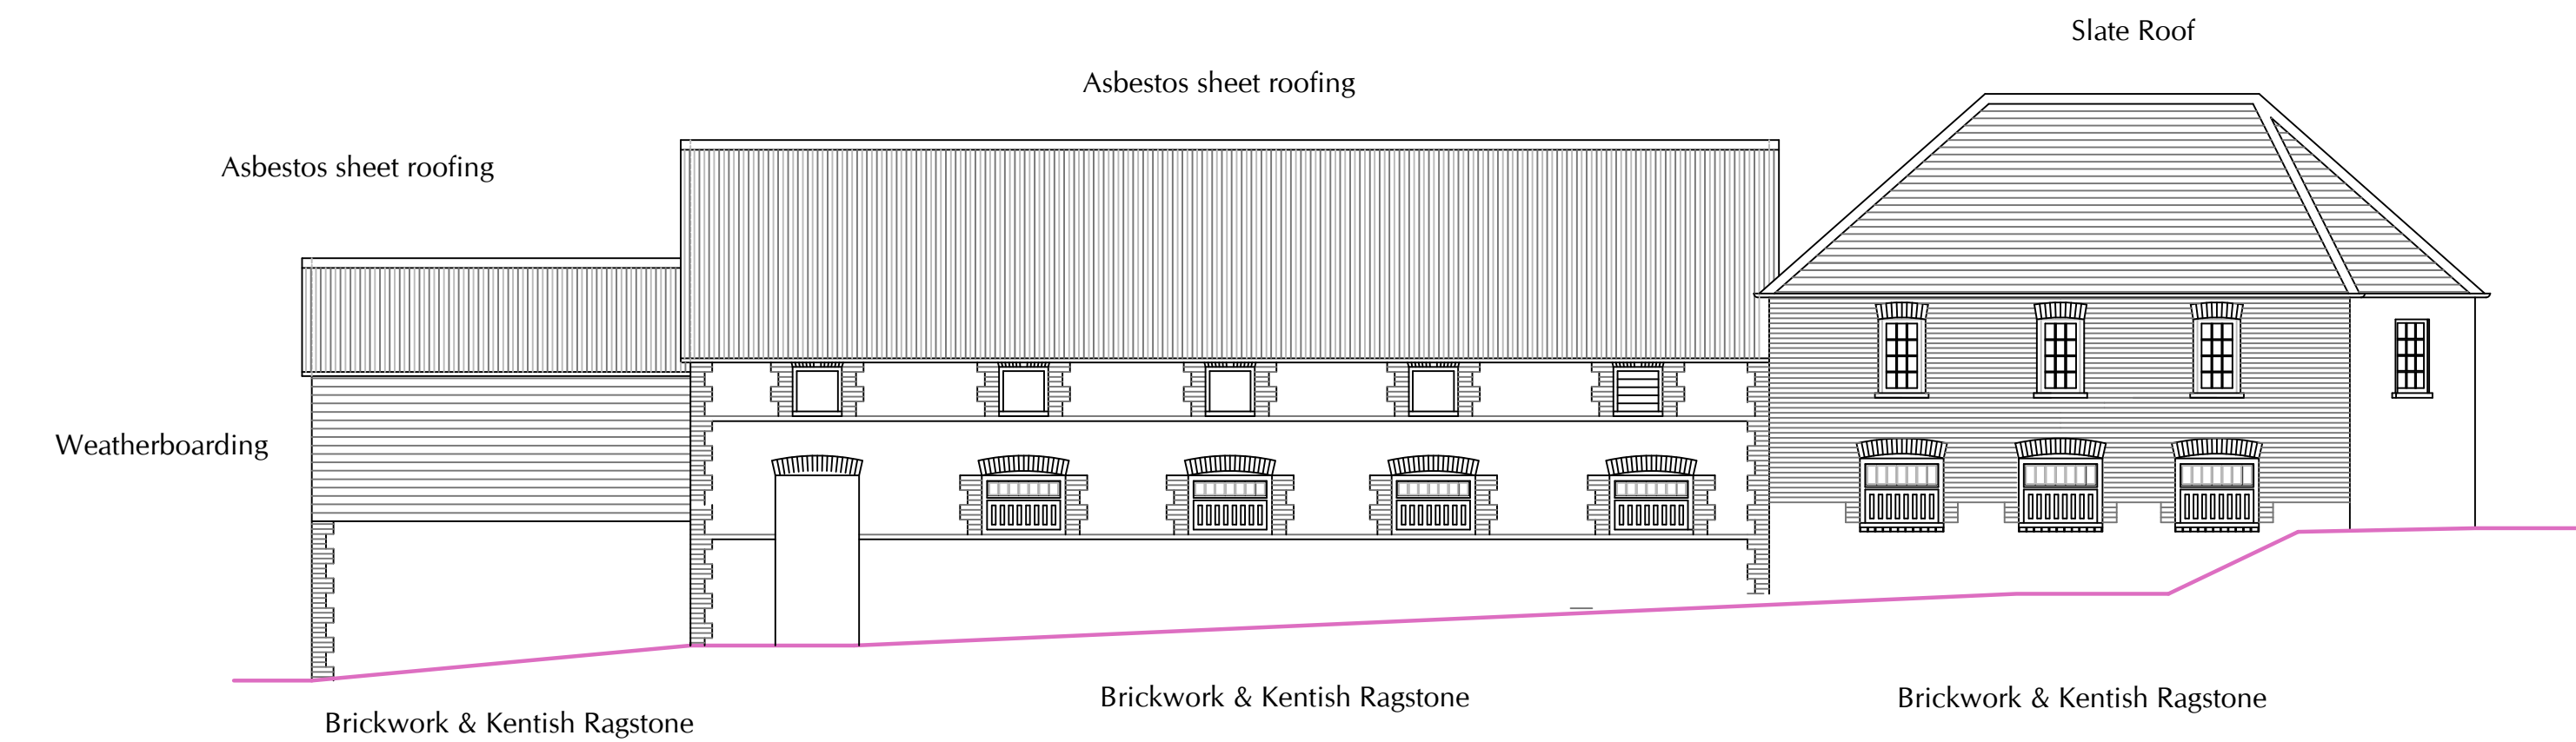 Slate Roof
Asbestos sheet roofing
Asbestos sheet roofing
Weatherboarding
Brickwork & Kentish Ragstone
Brickwork & Kentish Ragstone
Brickwork & Kentish Ragstone